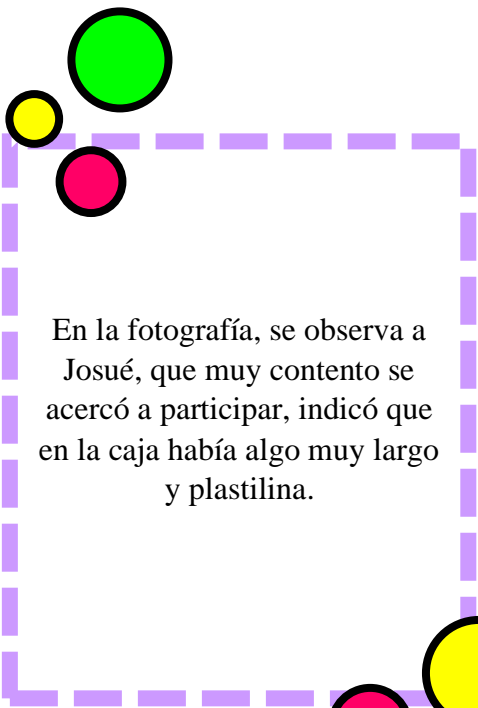 En la fotografía, se observa a
Josué, que muy contento se
acercó a participar, indicó que
en la caja había algo muy largo
y plastilina.